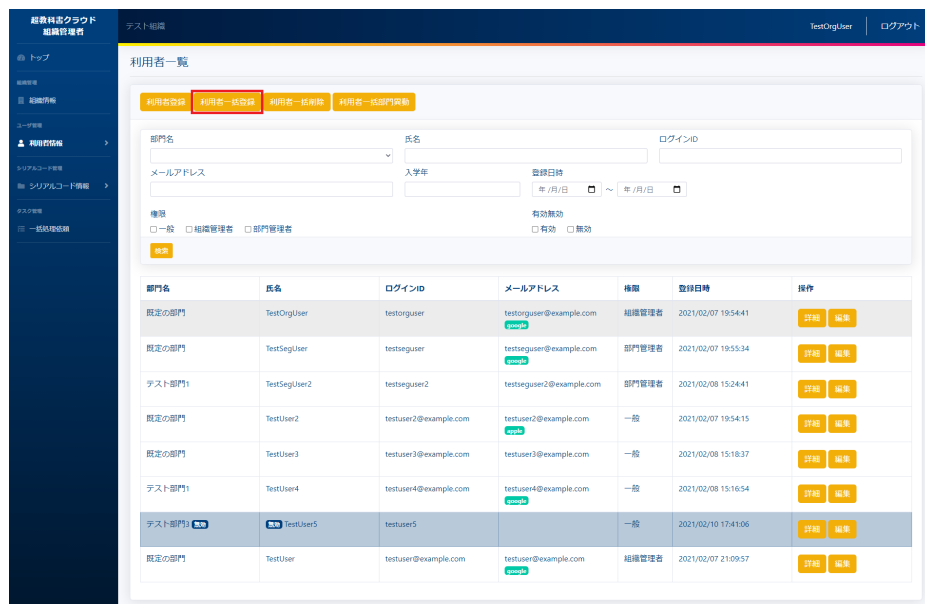 超教科書クラウド
組織管理者
テスト組織
TestOrgUser
ログアウト
トップ
組織管理
組織情報
ユーザ管理
利用者情報
シリアルコード管理
シリアルコード情報
タスク管理
一括処理依頼
利用者一覧
利用者登録 利用者一括登録 利用者一括削除 利用者一括部門異動
部門名 氏名 ログインID
メールアドレス 入学年 登録日時
年 /月/日 ～ 年 /月/日
権限 有効無効
一般 組織管理者 部門管理者 有効 無効
検索
部門名 氏名 ログインID メールアドレス 権限 登録日時 操作
既定の部門 TestOrgUser testorguser testorguser@example.com 組織管理者 2021/02/07 19:54:41 詳細 編集
google
既定の部門 TestSegUser testseguser testseguser@example.com 部門管理者 2021/02/07 19:55:34 詳細 編集
google
テスト部門1 TestSegUser2 testseguser2 testseguser2@example.com 部門管理者 2021/02/08 15:24:41 詳細 編集
既定の部門 TestUser2 testuser2@example.com testuser2@example.com 一般 2021/02/07 19:54:15 詳細 編集
apple
既定の部門 TestUser3 testuser3@example.com testuser3@example.com 一般 2021/02/08 15:18:37 詳細 編集
テスト部門1 TestUser4 testuser4@example.com testuser4@example.com 一般 2021/02/08 15:16:54 詳細 編集
google
テスト部門3 無効 無効 TestUser5 testuser5 一般 2021/02/10 17:41:06 詳細 編集
既定の部門 TestUser testuser@example.com testuser@example.com 組織管理者 2021/02/07 21:09:57 詳細 編集
google